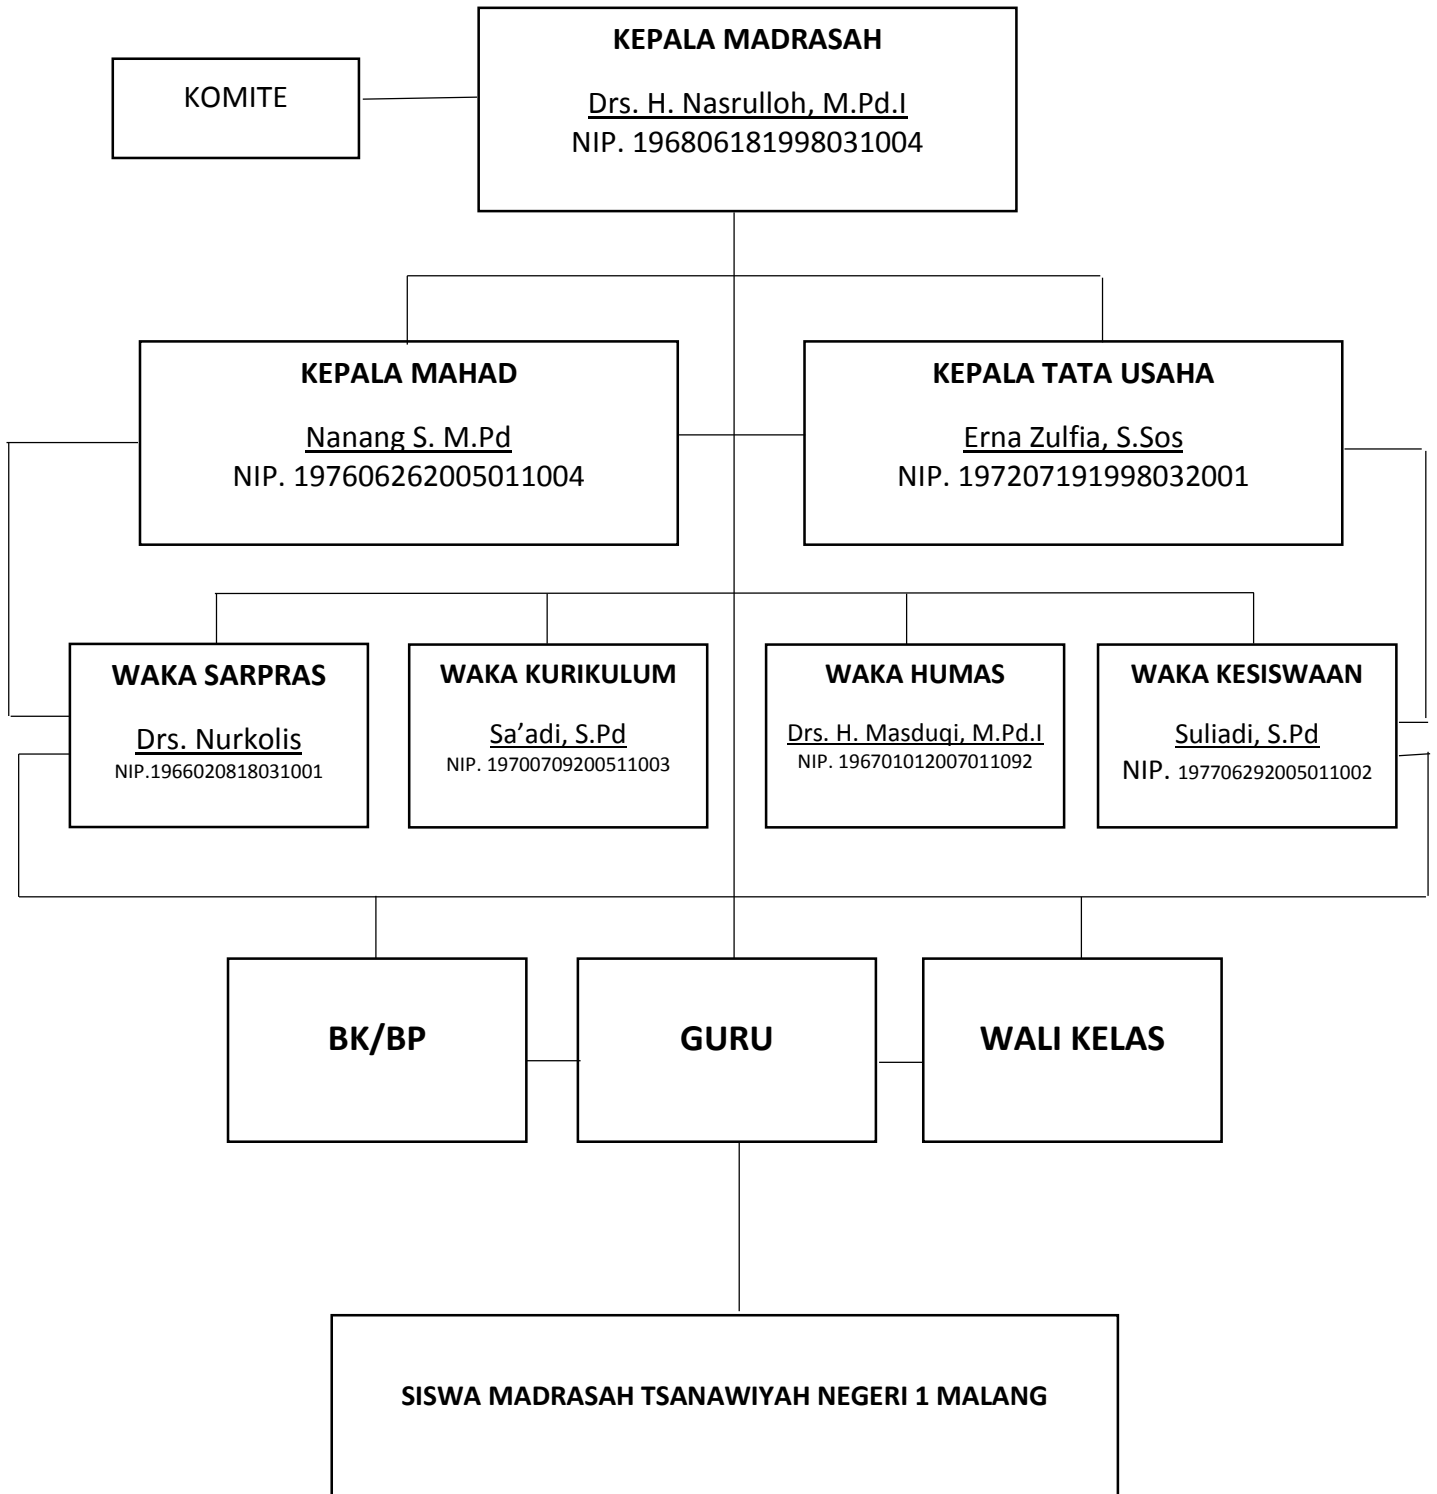 KEPALA MADRASAH
KOMITE
Drs. H. Nasrulloh, M.Pd.I
NIP. 196806181998031004
KEPALA MAHAD
Nanang S. M.Pd
NIP. 197606262005011004
KEPALA TATA USAHA
Erna Zulfia, S.Sos
NIP. 197207191998032001
WAKA SARPRAS
Drs. Nurkolis
NIP.1966020818031001
WAKA KURIKULUM
Sa’adi, S.Pd
NIP. 19700709200511003
WAKA HUMAS
Drs. H. Masduqi, M.Pd.I
NIP. 196701012007011092
WAKA KESISWAAN
Suliadi, S.Pd
NIP. 197706292005011002
BK/BP
GURU
WALI KELAS
SISWA MADRASAH TSANAWIYAH NEGERI 1 MALANG